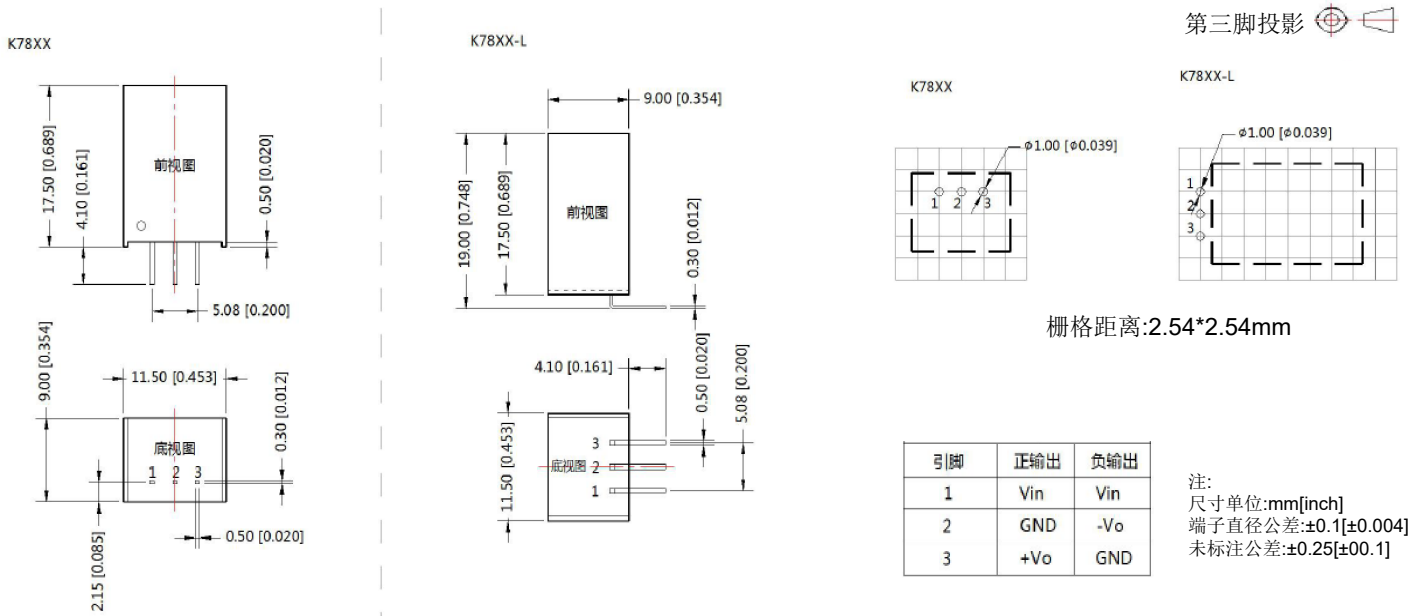 K78XX
17.50 [0.689]
4.10 [0.161]
前视图
0.50 [0.020]
5.08 [0.200]
9.00 [0.354]
11.50 [0.453]
底视图
1 2 3
0.30 [0.012]
0.50 [0.020]
2.15 [0.085]
K78XX-L
9.00 [0.354]
19.00 [0.748]
17.50 [0.689]
前视图
0.30 [0.012]
4.10 [0.161]
0.50 [0.020]
5.08 [0.200]
11.50 [0.453]
底视图
3
2
1
第三脚投影
K78XX
ø1.00 [ø0.039]
1 2 3
K78XX-L
ø1.00 [ø0.039]
1
2
3
栅格距离:2.54*2.54mm
引脚 正输出 负输出
1 Vin Vin
2 GND -Vo
3 +Vo GND
注:
尺寸单位:mm[inch]
端子直径公差:±0.1[±0.004]
未标注公差:±0.25[±00.1]